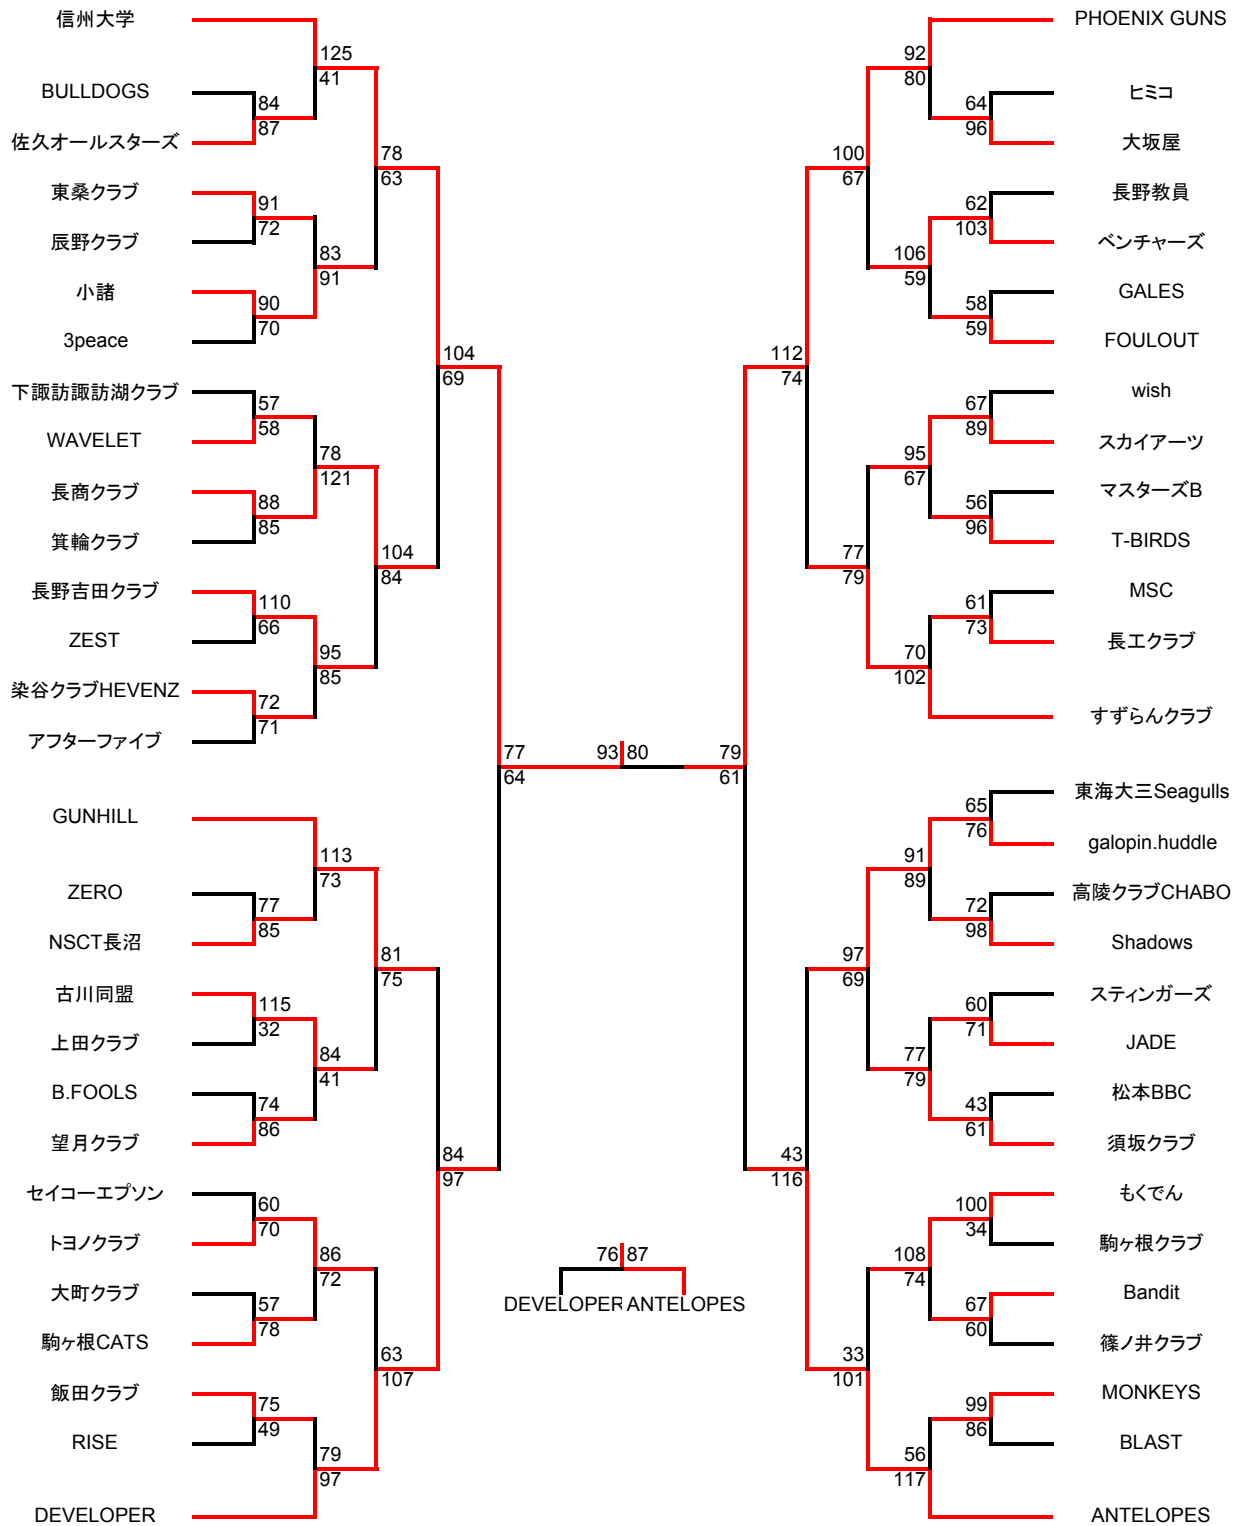 信州大学
125
41
BULLDOGS
84
87
佐久オールスターズ
78
63
東桑クラブ
91
72
辰野クラブ
83
91
小諸
90
70
3peace
104
69
下諏訪諏訪湖クラブ
57
58
WAVELET
78
121
長商クラブ
88
85
箕輪クラブ
104
84
長野吉田クラブ
110
66
ZEST
95
85
染谷クラブHEVENZ
72
71
アフターファイブ
77
64
GUNHILL
113
73
ZERO
77
85
NSCT長沼
81
75
古川同盟
115
32
上田クラブ
84
41
B.FOOLS
74
86
望月クラブ
84
97
セイコーエプソン
60
70
トヨノクラブ
86
72
大町クラブ
57
78
駒ヶ根CATS
63
107
飯田クラブ
75
49
RISE
79
97
DEVELOPER
93 80
76 87
DEVELOPER ANTELOPES
PHOENIX GUNS
92
80
ヒミコ
64
96
大坂屋
100
67
長野教員
62
103
ベンチャーズ
106
59
GALES
58
59
FOULOUT
112
74
wish
67
89
スカイアーツ
95
67
マスターズB
56
96
T-BIRDS
77
79
MSC
61
73
長工クラブ
70
102
すずらんクラブ
79
61
東海大三Seagulls
65
76
galopin.huddle
91
89
高陵クラブCHABO
72
98
Shadows
97
69
スティンガーズ
60
71
JADE
77
79
松本BBC
43
61
須坂クラブ
43
116
もくでん
100
34
駒ヶ根クラブ
108
74
Bandit
67
60
篠ノ井クラブ
33
101
MONKEYS
99
86
BLAST
56
117
ANTELOPES